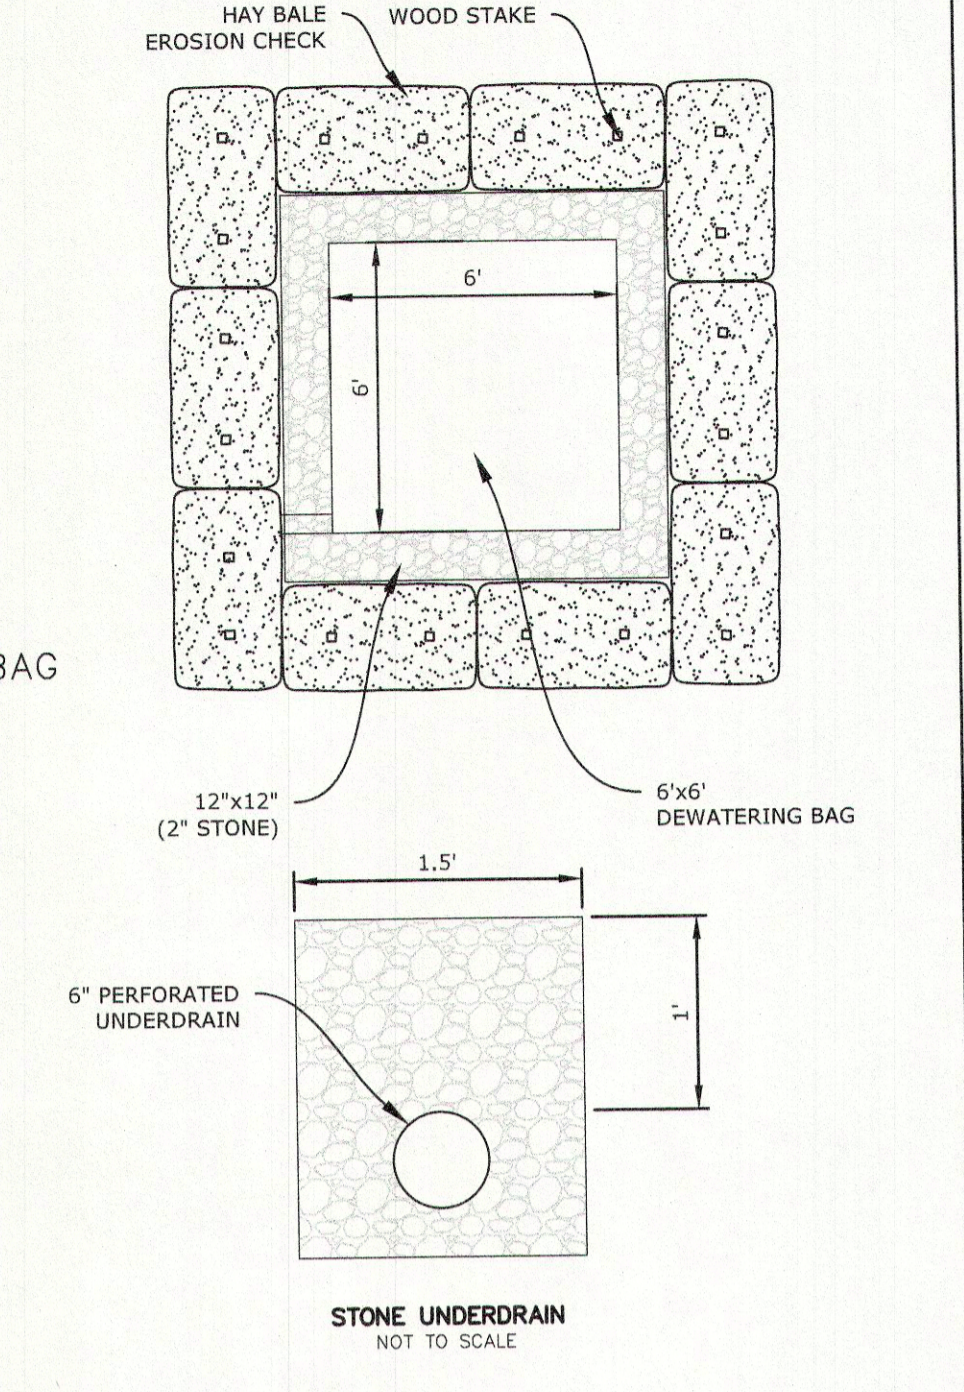 HAY BALE
EROSION CHECK
WOOD STAKE
6'
6'
BAG
12"x12"
(2" STONE)
6'x6'
DEWATERING BAG
1.5'
6" PERFORATED
UNDERDRAIN
1'
STONE UNDERDRAIN
NOT TO SCALE